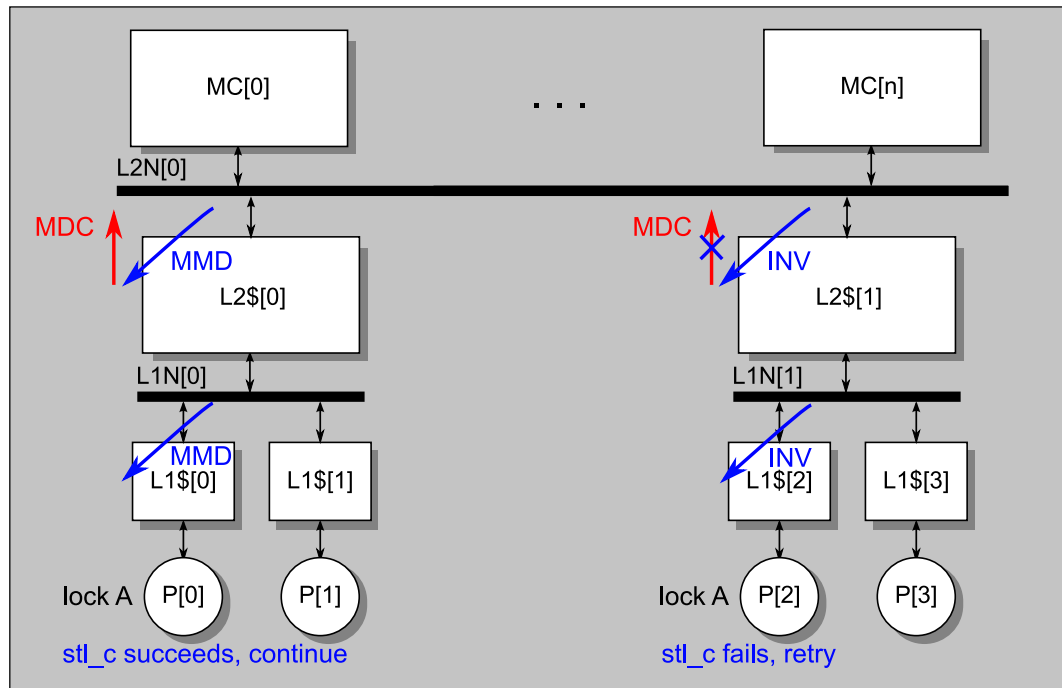 MC[0]
. . .
MC[n]
L2N[0]
MDC
MMD
L2$[0]
MDC
INV
L2$[1]
L1N[0]
L1N[1]
MMD
L1$[0]
L1$[1]
INV
L1$[2]
L1$[3]
lock A
P[0]
P[1]
lock A
P[2]
P[3]
stl_c succeeds, continue
stl_c fails, retry